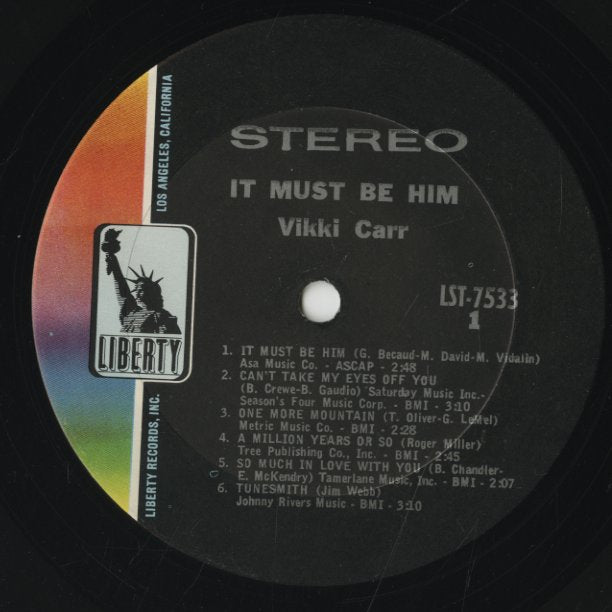 STEREO
IT MUST BE HIM
Vikki Carr
LST-7533
1
1. IT MUST BE HIM (G. Becaud-M. David-M. Vidalin)
Asa Music Co. - ASCAP - 2:48
2. CAN'T TAKE MY EYES OFF YOU
(B. Crewe-B. Gaudio) Saturday Music Inc.-
Season's Four Music Corp. - BMI - 3:10
3. ONE MORE MOUNTAIN (T. Oliver-G. LeMel)
Metric Music Co. - BMI - 2:28
4. A MILLION YEARS OR SO (Roger Miller)
Tree Publishing Co., Inc. - BMI - 2:45
5. SO MUCH IN LOVE WITH YOU (B. Chandler-
E. McKendry) Tamerlane Music, Inc. - BMI - 2:07
6. TUNESMITH (Jim Webb)
Johnny Rivers Music - BMI - 3:10
LIBERTY
LIBERTY RECORDS, INC.
LOS ANGELES, CALIFORNIA